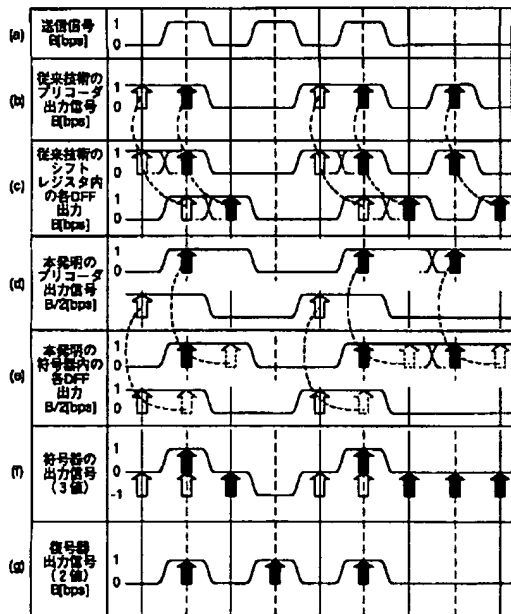 (a)
送信信号
B[bps]
1
0
(b)
従来技術の
プリコーダ
出力信号
B[bps]
1
0
(c)
従来技術の
シフト
レジスタ内
の各DFF
出力
B[bps]
1
0
1
0
(d)
本発明の
プリコーダ
出力信号
B/2[bps]
1
0
1
0
(e)
本発明の
符号器内の
各DFF
出力
B/2[bps]
1
0
1
0
(f)
符号器の
出力信号
(3値)
1
0
-1
(g)
復号器
出力信号
(2値)
B[bps]
1
0